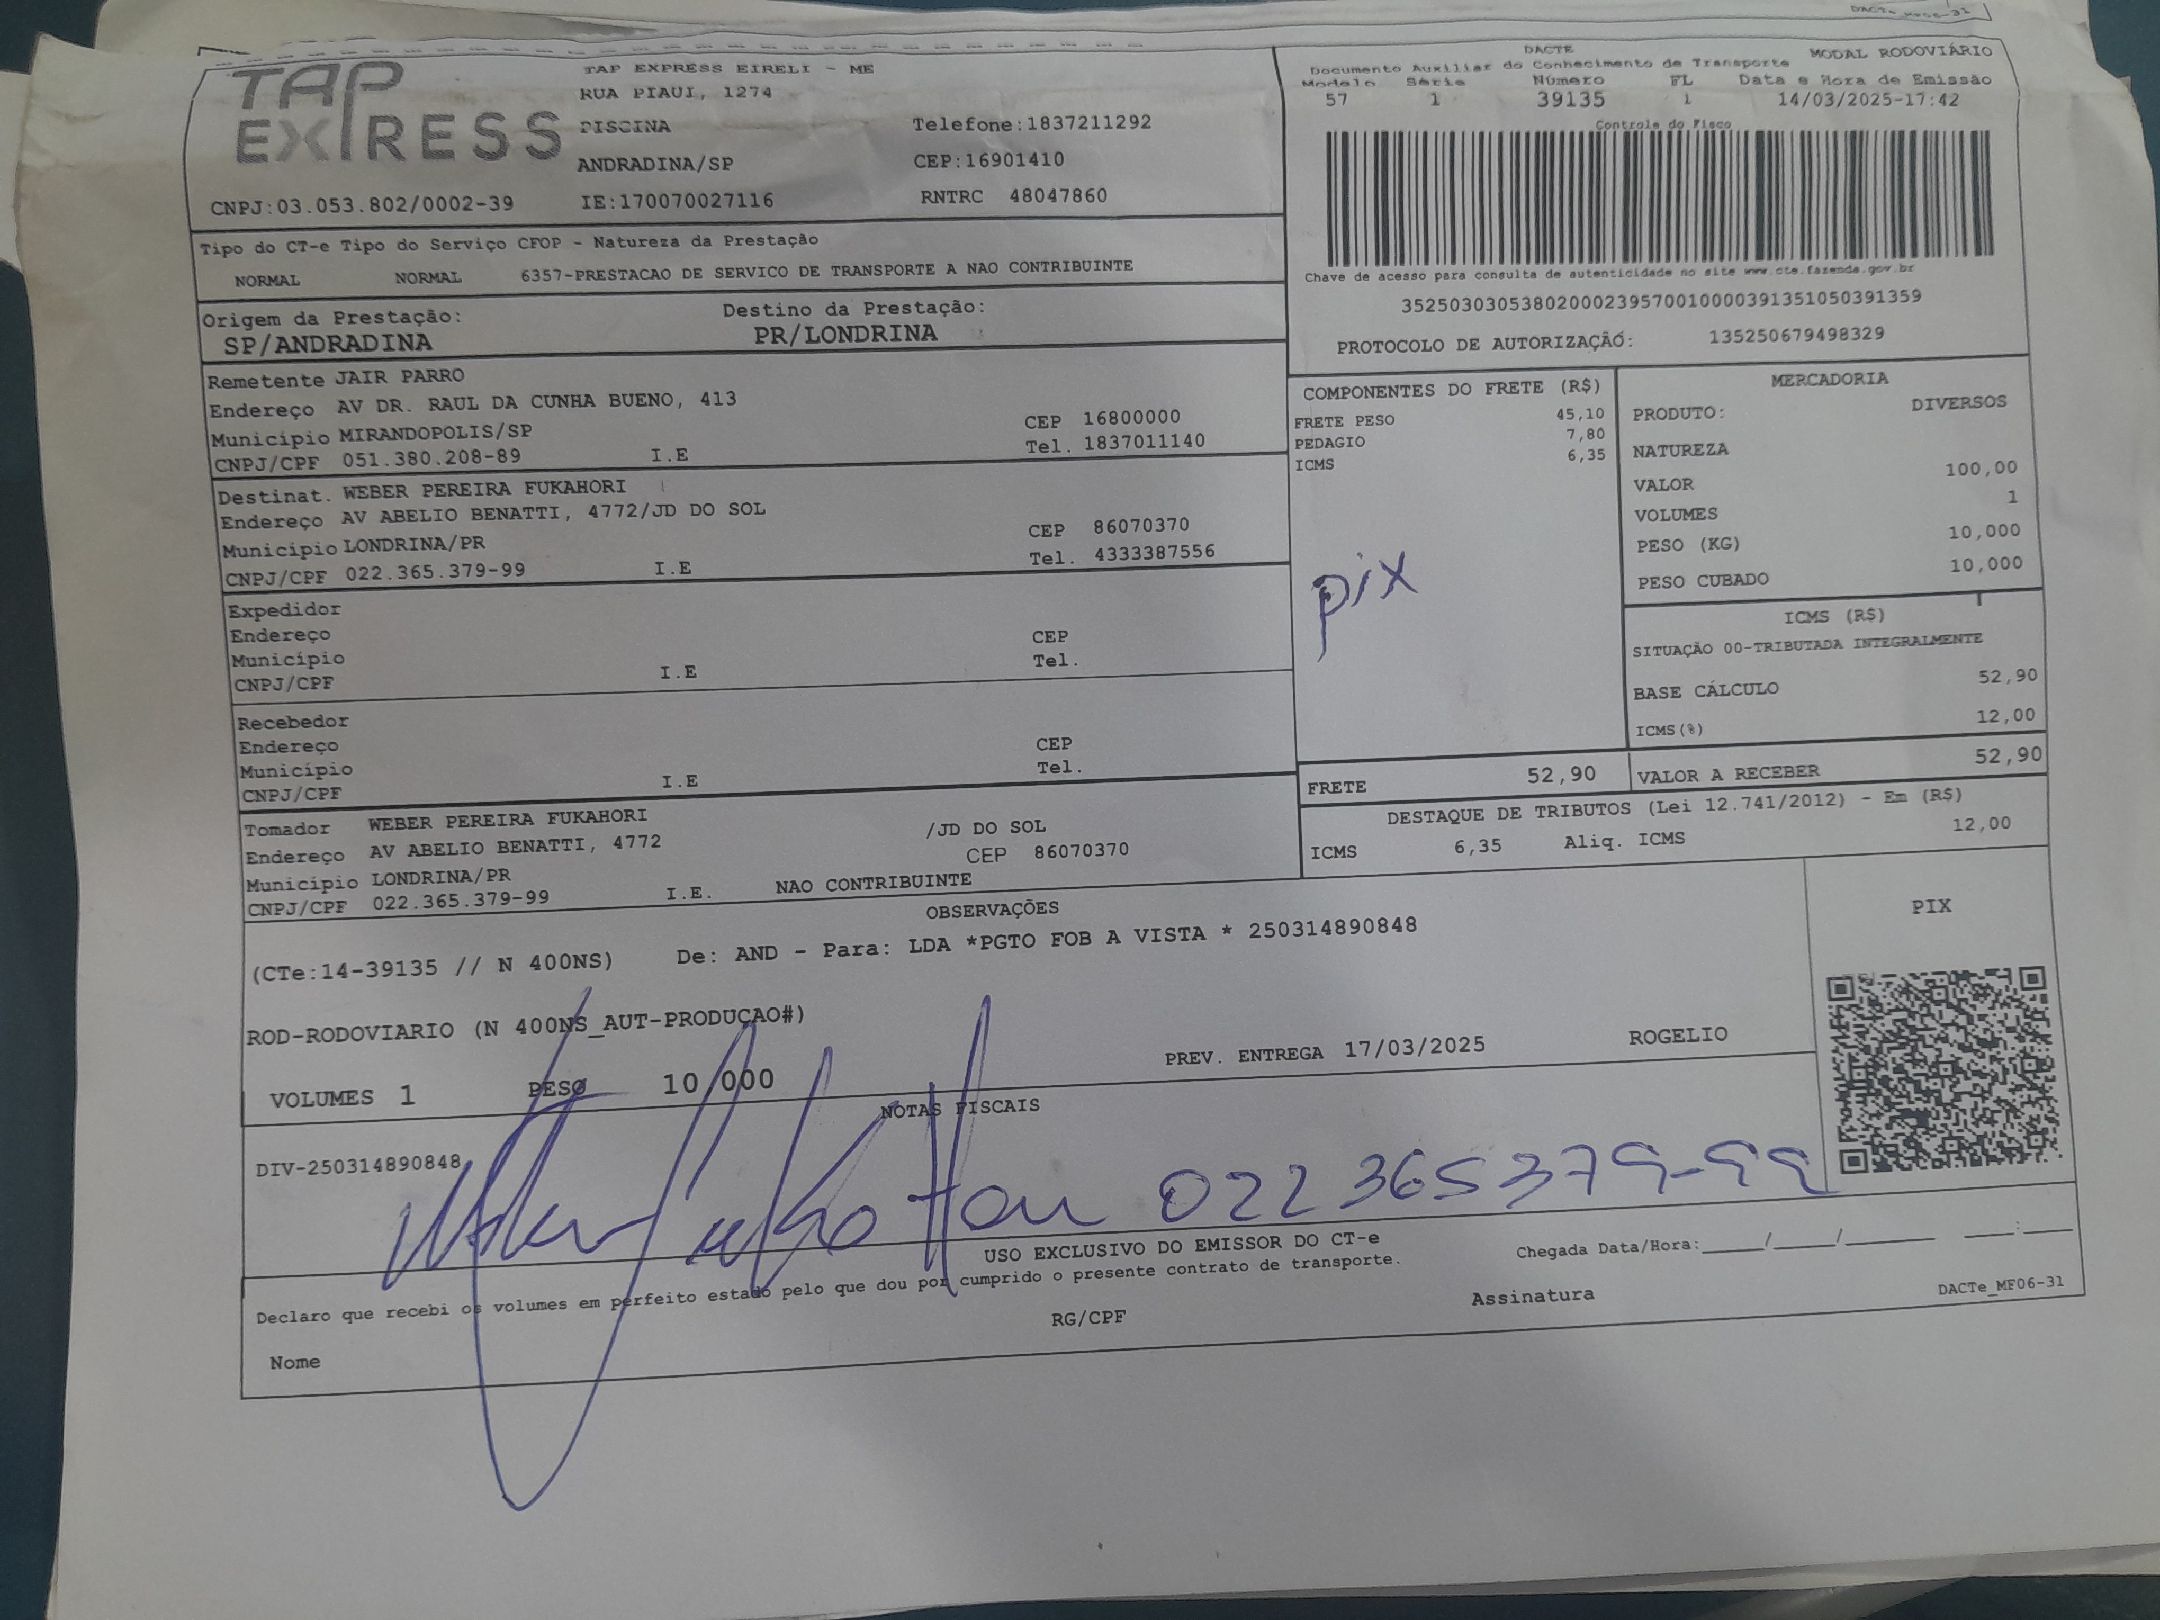 DACTe_MF06-31
TAP EXPRESS
TAP EXPRESS EIRELI - ME
RUA PIAUI, 1274
PISCINA
Telefone:1837211292
ANDRADINA/SP
CEP:16901410
CNPJ:03.053.802/0002-39
IE:170070027116
RNTRC 48047860
DACTE
MODAL RODOVIÁRIO
Documento Auxiliar do Conhecimento de Transporte
Modelo Série Número FL Data e Hora de Emissão
57 1 39135 1 14/03/2025-17:42
Controle do Fisco
Chave de acesso para consulta de autenticidade no site www.cte.fazenda.gov.br
35250303053802000239570010000391351050391359
PROTOCOLO DE AUTORIZAÇÃO: 135250679498329
Tipo do CT-e Tipo do Serviço CFOP - Natureza da Prestação
NORMAL NORMAL 6357-PRESTACAO DE SERVICO DE TRANSPORTE A NAO CONTRIBUINTE
Origem da Prestação: Destino da Prestação:
SP/ANDRADINA PR/LONDRINA
Remetente JAIR PARRO
Endereço AV DR. RAUL DA CUNHA BUENO, 413
CEP 16800000
Município MIRANDOPOLIS/SP
Tel. 1837011140
CNPJ/CPF 051.380.208-89 I.E
Destinat. WEBER PEREIRA FUKAHORI
Endereço AV ABELIO BENATTI, 4772/JD DO SOL
CEP 86070370
Município LONDRINA/PR
Tel. 4333387556
CNPJ/CPF 022.365.379-99 I.E
Expedidor
Endereço CEP
Município Tel.
CNPJ/CPF I.E
Recebedor
Endereço CEP
Município Tel.
CNPJ/CPF I.E
Tomador WEBER PEREIRA FUKAHORI
Endereço AV ABELIO BENATTI, 4772 /JD DO SOL
CEP 86070370
Município LONDRINA/PR
CNPJ/CPF 022.365.379-99 I.E. NAO CONTRIBUINTE
COMPONENTES DO FRETE (R$)
FRETE PESO 45,10
PEDAGIO 7,80
ICMS 6,35
pix
FRETE 52,90
MERCADORIA
PRODUTO: DIVERSOS
NATUREZA
VALOR 100,00
VOLUMES 1
PESO (KG) 10,000
PESO CUBADO 10,000
ICMS (R$)
SITUAÇÃO 00-TRIBUTADA INTEGRALMENTE
BASE CÁLCULO 52,90
ICMS(%) 12,00
VALOR A RECEBER 52,90
DESTAQUE DE TRIBUTOS (Lei 12.741/2012) - Em (R$)
ICMS 6,35 Aliq. ICMS 12,00
OBSERVAÇÕES
(CTe:14-39135 // N 400NS) De: AND - Para: LDA *PGTO FOB A VISTA * 250314890848
ROD-RODOVIARIO (N 400NS_AUT-PRODUÇAO#)
PREV. ENTREGA 17/03/2025 ROGELIO
VOLUMES 1 PESO 10,000
PIX
NOTAS FISCAIS
DIV-250314890848
022365379-99
USO EXCLUSIVO DO EMISSOR DO CT-e
Chegada Data/Hora:_____/_____/_______ ____:____
Declaro que recebi os volumes em perfeito estado pelo que dou por cumprido o presente contrato de transporte.
Nome RG/CPF Assinatura
DACTe_MF06-31